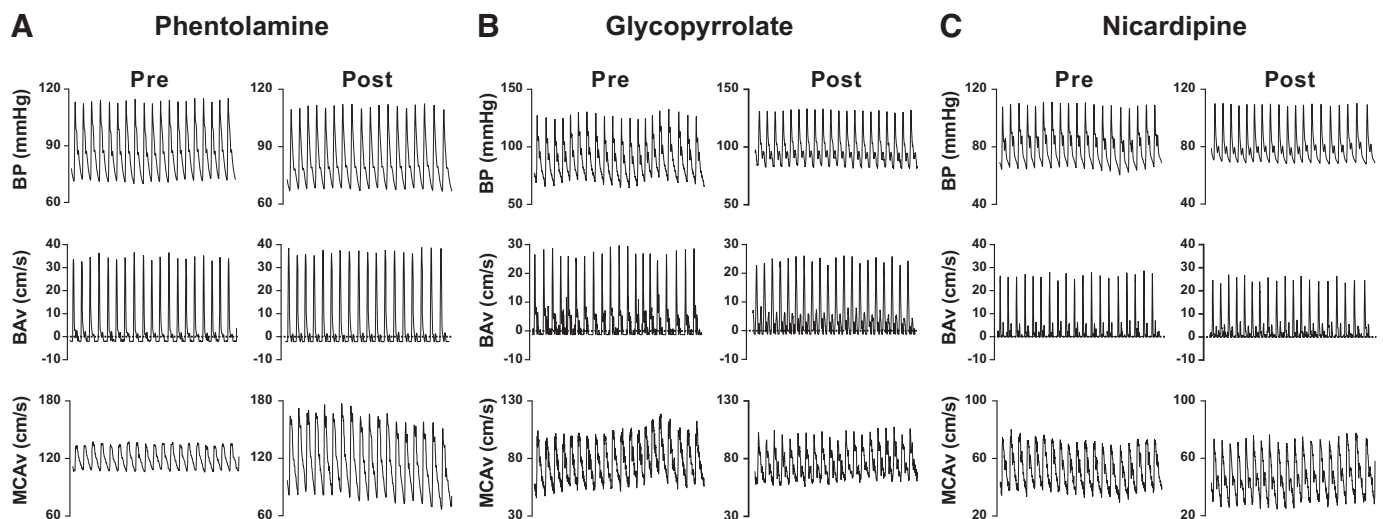 A Phentolamine B Glycopyrrolate C Nicardipine
Pre Post Pre Post Pre Post
BP (mmHg) 120 90 60 120 90 60
BP (mmHg) 150 100 50 150 100 50
BP (mmHg) 120 80 40 120 80 40
BAv (cm/s) 40 30 20 10 0 -10 40 30 20 10 0 -10
BAv (cm/s) 30 20 10 0 -10 30 20 10 0 -10
BAv (cm/s) 40 30 20 10 0 -10 40 30 20 10 0 -10
MCAv (cm/s) 180 120 60 180 120 60
MCAv (cm/s) 130 80 30 130 80 30
MCAv (cm/s) 100 80 60 40 20 100 80 60 40 20